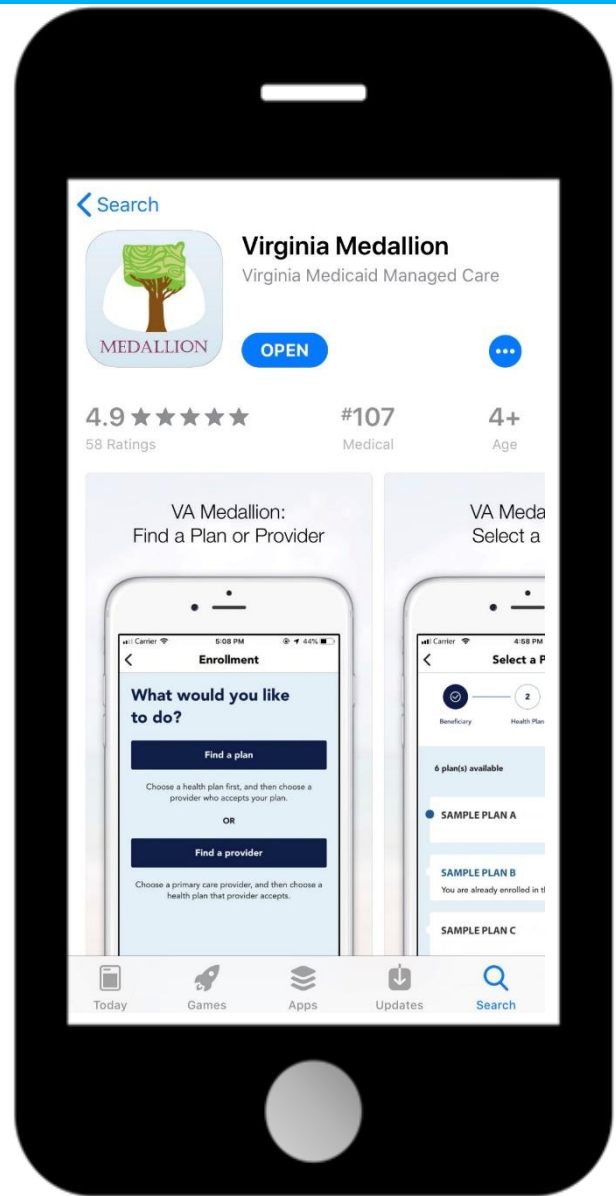 Search
Virginia Medallion
Virginia Medicaid Managed Care
MEDALLION
OPEN
4.9
#107
4+
58 Ratings
Medical
Age
VA Medallion:
Find a Plan or Provider
Carrier
5:08 PM
44%
Enrollment
What would you like
to do?
Find a plan
Choose a health plan first, and then choose a
provider who accepts your plan.
OR
Find a provider
Choose a primary care provider, and then choose a
health plan that provider accepts.
VA Meda
Select a
Carrier
4:58 PM
Select a P
2
Beneficiary
Health Plan
6 plan(s) available
SAMPLE PLAN A
SAMPLE PLAN B
You are already enrolled in th
SAMPLE PLAN C
Today
Games
Apps
Updates
Search